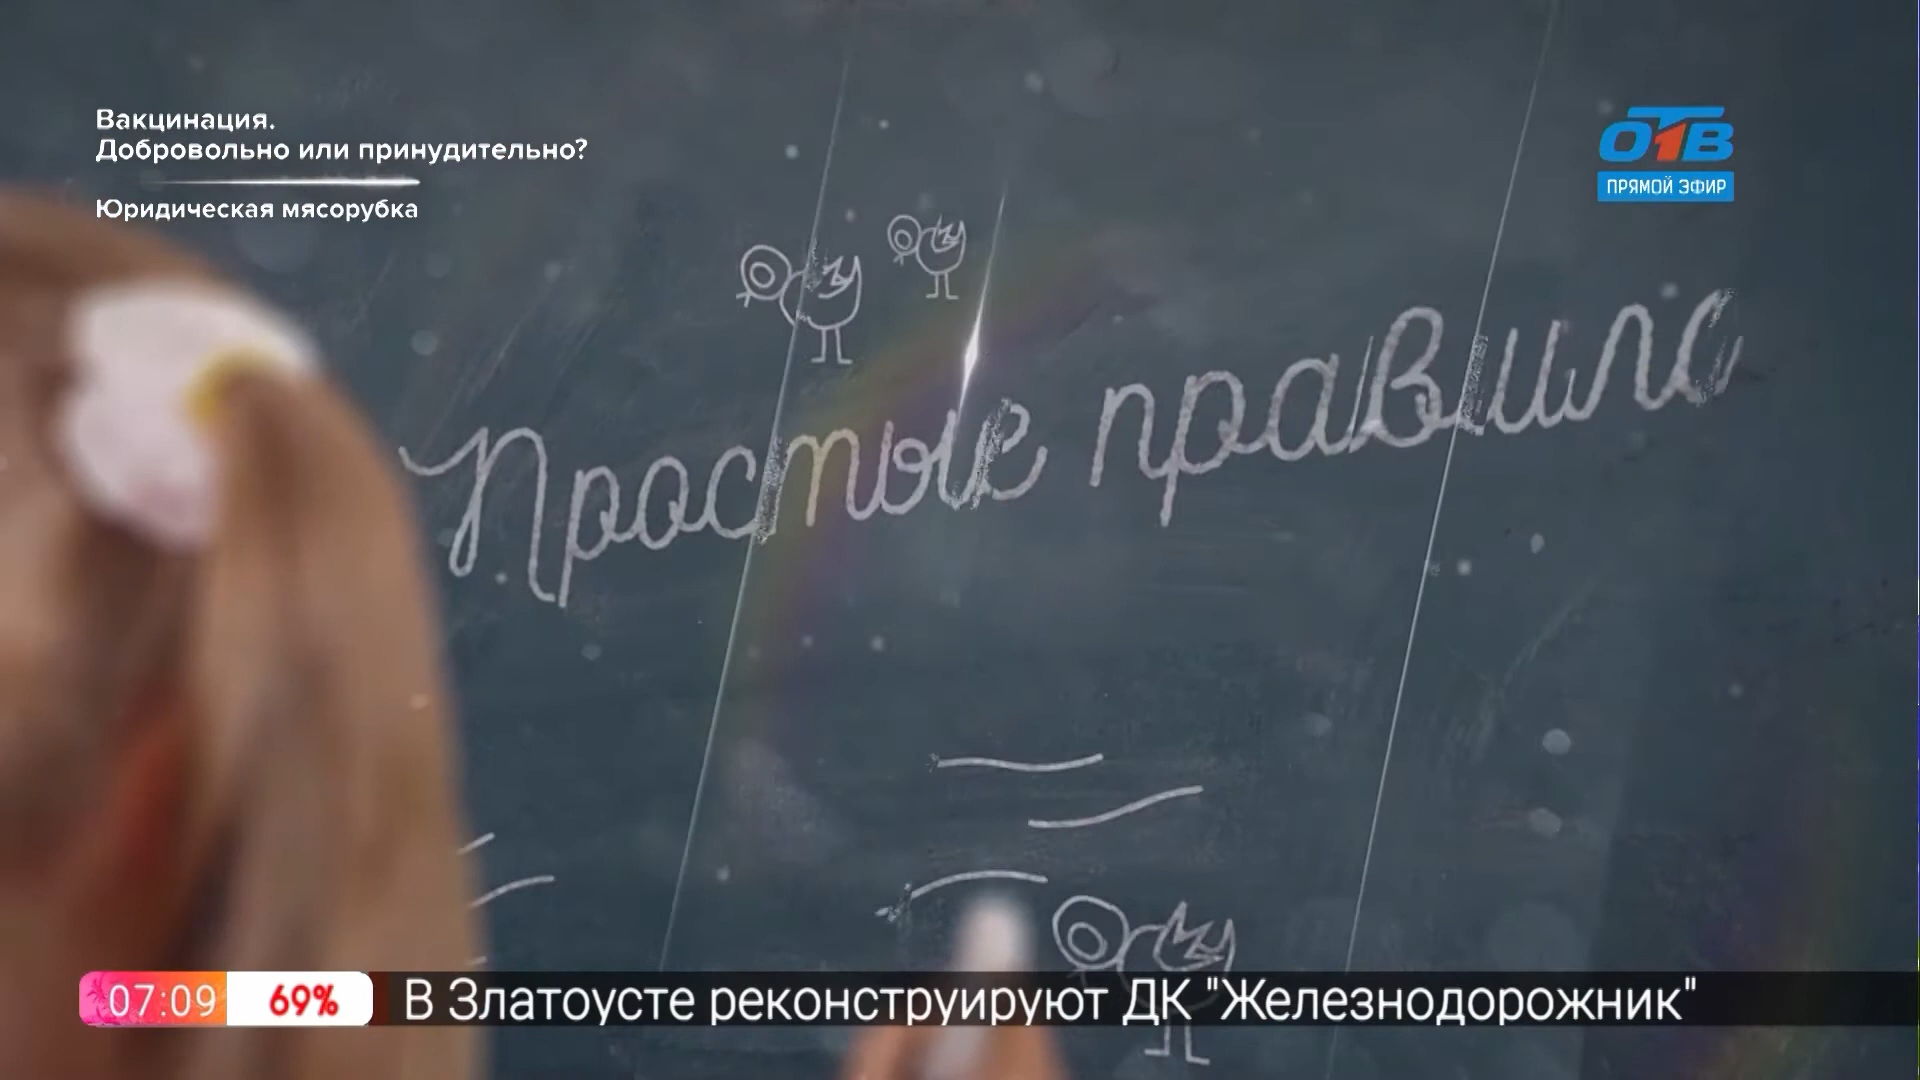 Вакцинация.
Добровольно или принудительно?
Юридическая мясорубка
ОТВ
ПРЯМОЙ ЭФИР
Простые правила
07:09 69% В Златоусте реконструируют ДК "Железнодорожник"